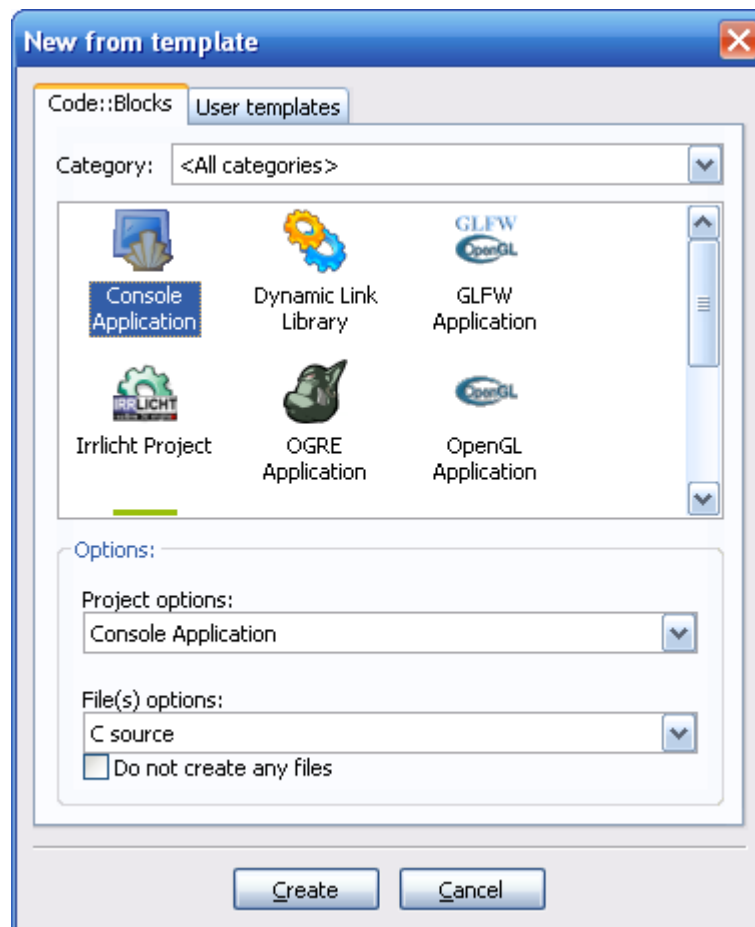 New from template
Code::Blocks
User templates
Category:
<All categories>
GLFW
OpenGL
Console
Application
Dynamic Link
Library
GLFW
Application
IRRLICHT
OpenGL
Irrlicht Project
OGRE
Application
OpenGL
Application
Options:
Project options:
Console Application
File(s) options:
C source
Do not create any files
Create
Cancel